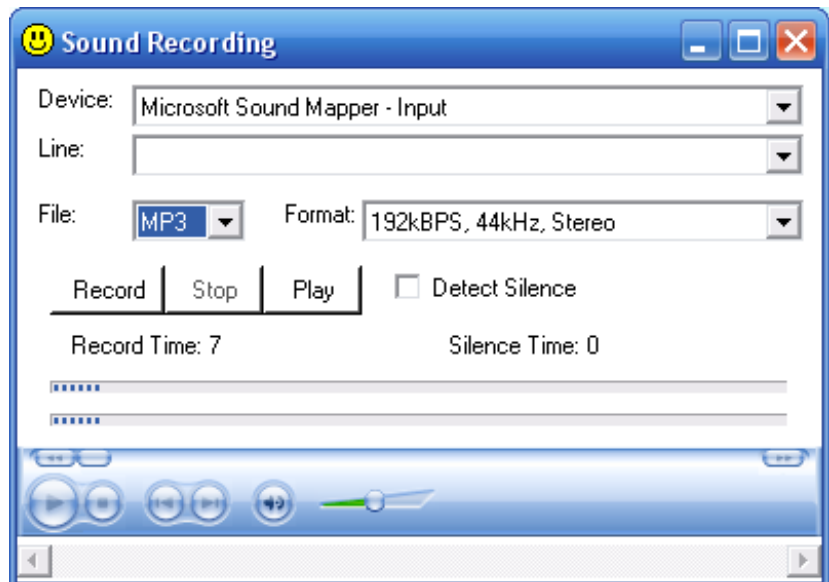 Sound Recording
Device: Microsoft Sound Mapper - Input
Line:
File: MP3 Format: 192kBPS, 44kHz, Stereo
Record Stop Play Detect Silence
Record Time: 7 Silence Time: 0